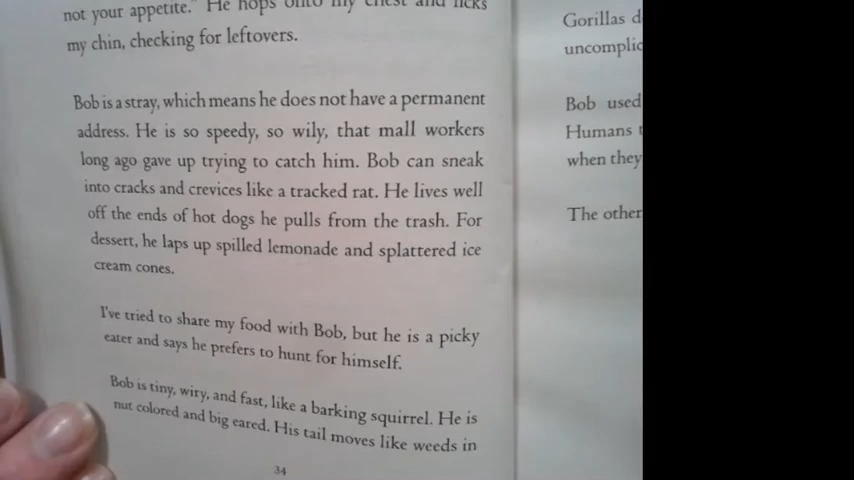 not your appetite." He hops onto my chest and licks
my chin, checking for leftovers.
Bob is a stray, which means he does not have a permanent
address. He is so speedy, so wily, that mall workers
long ago gave up trying to catch him. Bob can sneak
into cracks and crevices like a tracked rat. He lives well
off the ends of hot dogs he pulls from the trash. For
dessert, he laps up spilled lemonade and splattered ice
cream cones.
I've tried to share my food with Bob, but he is a picky
eater and says he prefers to hunt for himself.
Bob is tiny, wiry, and fast, like a barking squirrel. He is
nut colored and big eared. His tail moves like weeds in
34
Gorillas
Bob used
Humans
when they
The other